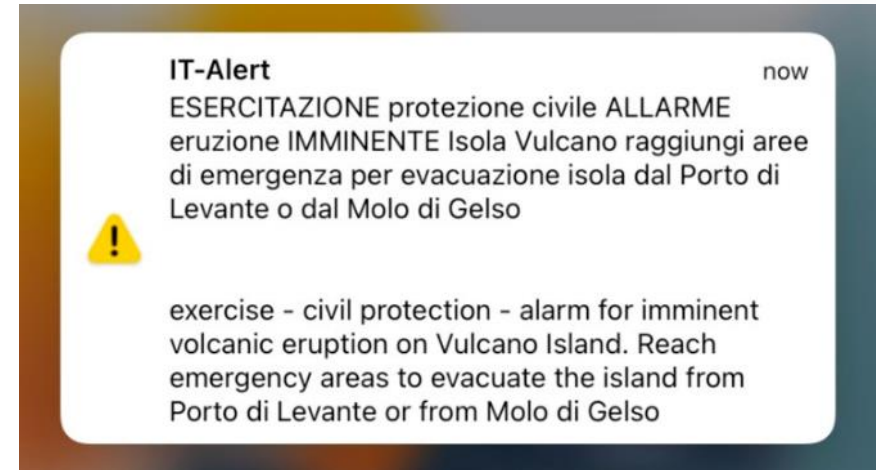 IT-Alert now
ESERCITAZIONE protezione civile ALLARME
eruzione IMMINENTE Isola Vulcano raggiungi aree
di emergenza per evacuazione isola dal Porto di
Levante o dal Molo di Gelso
exercise - civil protection - alarm for imminent
volcanic eruption on Vulcano Island. Reach
emergency areas to evacuate the island from
Porto di Levante or from Molo di Gelso